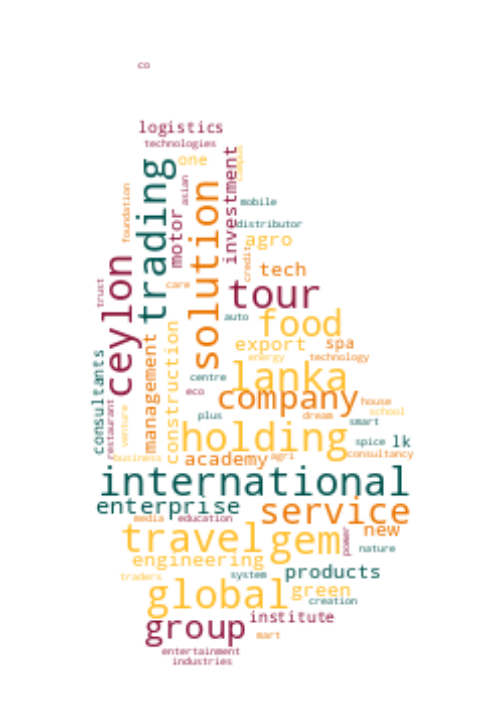 co
logistics
technologies
one
trading
investment
campus
asian
solution
foundation
mobile
motor
distributor
agro
credit
tech
ceylon
trust
care
tour
auto
food
construction
management
export
spa
energy
technology
consultants
lanka
centre
eco
company
house
restaurant
venture
plus
dream
school
smart
holding
spice
lk
business
academy
agri
consultancy
international
enterprise
service
media
education
new
travel
gem
power
nature
engineering
traders
system
products
global
green
creation
group
institute
mart
entertainment
industries